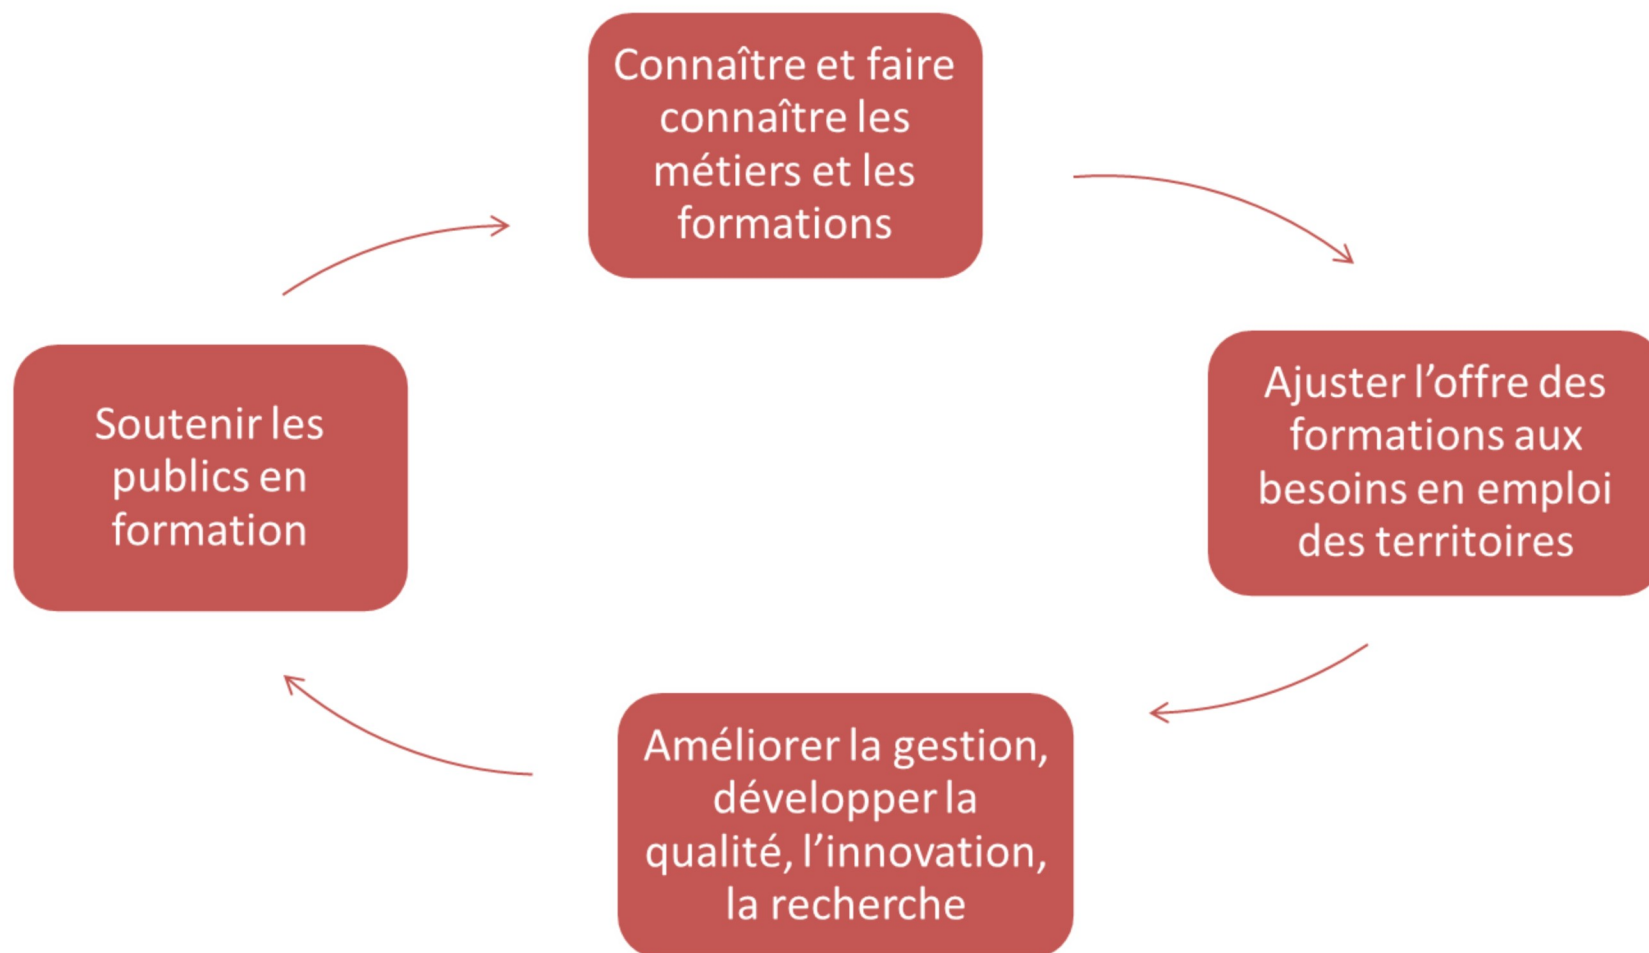 Connaître et faire
connaître les
métiers et les
formations
Ajuster l’offre des
formations aux
besoins en emploi
des territoires
Améliorer la gestion,
développer la
qualité, l’innovation,
la recherche
Soutenir les
publics en
formation